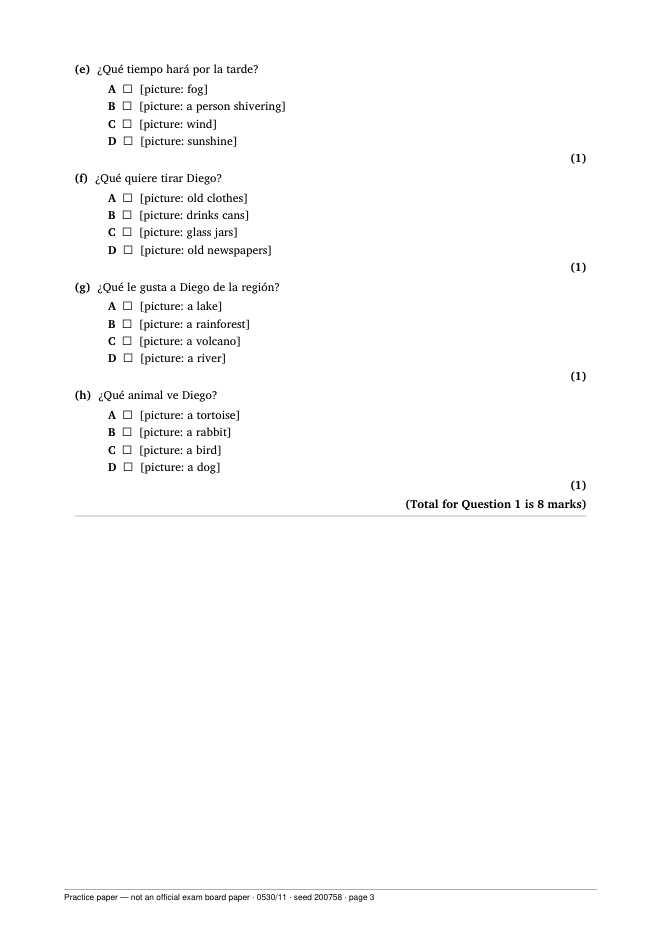 (e) ¿Qué tiempo hará por la tarde?
A ☐ [picture: fog]
B ☐ [picture: a person shivering]
C ☐ [picture: wind]
D ☐ [picture: sunshine]
(1)
(f) ¿Qué quiere tirar Diego?
A ☐ [picture: old clothes]
B ☐ [picture: drinks cans]
C ☐ [picture: glass jars]
D ☐ [picture: old newspapers]
(1)
(g) ¿Qué le gusta a Diego de la región?
A ☐ [picture: a lake]
B ☐ [picture: a rainforest]
C ☐ [picture: a volcano]
D ☐ [picture: a river]
(1)
(h) ¿Qué animal ve Diego?
A ☐ [picture: a tortoise]
B ☐ [picture: a rabbit]
C ☐ [picture: a bird]
D ☐ [picture: a dog]
(1)
(Total for Question 1 is 8 marks)
Practice paper — not an official exam board paper · 0530/11 · seed 200758 · page 3